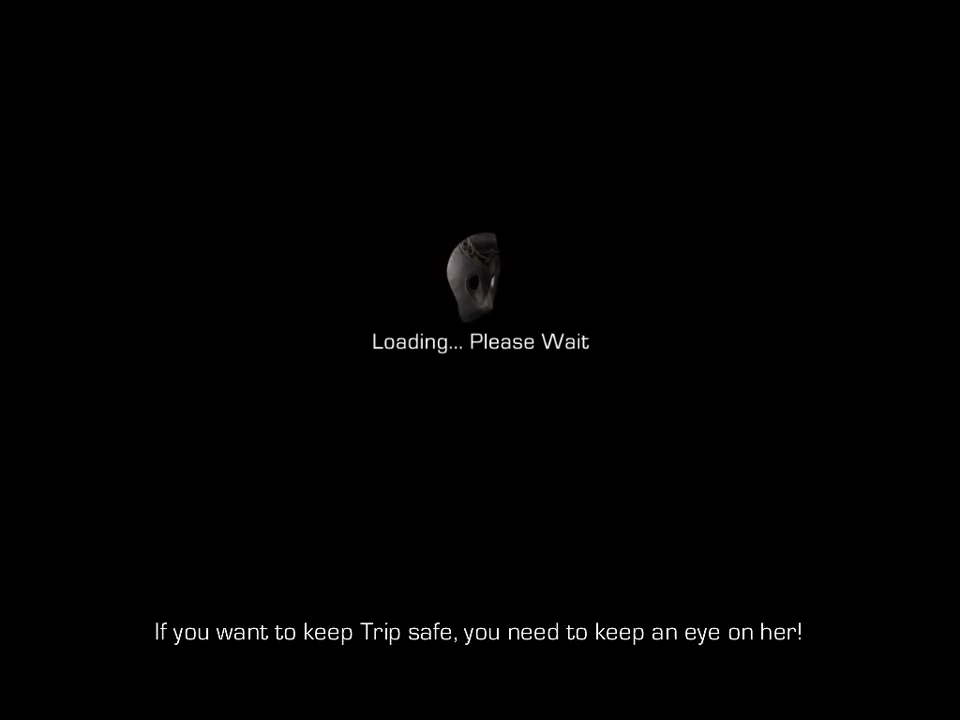 Loading... Please Wait
If you want to keep Trip safe, you need to keep an eye on her!